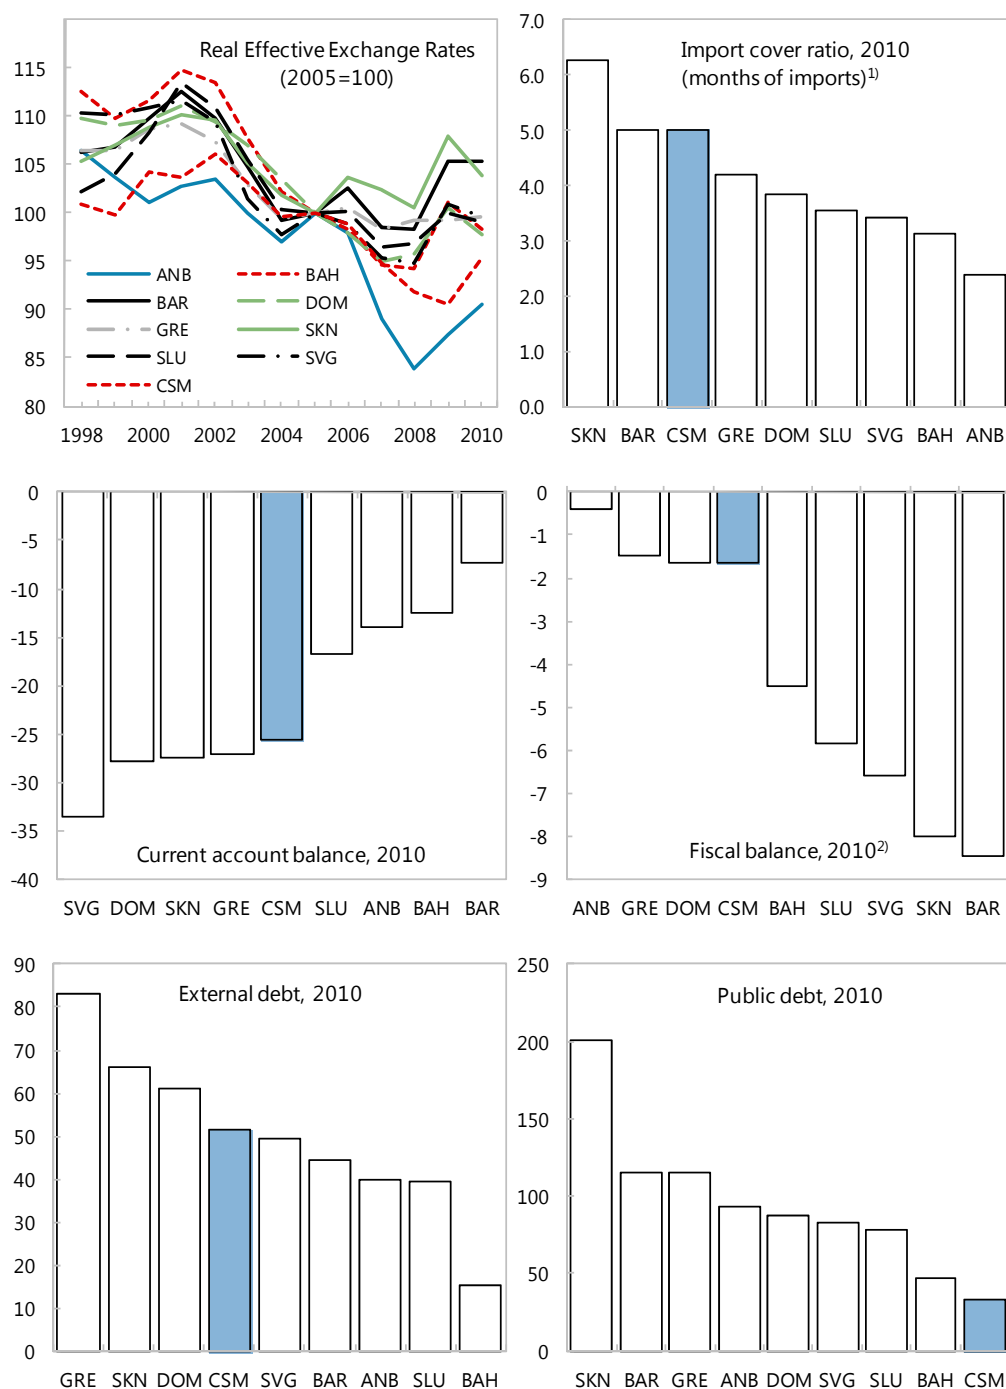 Real Effective Exchange Rates
(2005=100)
115
110
105
100
95
90
85
80
ANB
BAH
BAR
DOM
GRE
SKN
SLU
SVG
CSM
1998 2000 2002 2004 2006 2008 2010
Import cover ratio, 2010
(months of imports)1)
7.0
6.0
5.0
4.0
3.0
2.0
1.0
0.0
SKN BAR CSM GRE DOM SLU SVG BAH ANB
0
-5
-10
-15
-20
-25
-30
-35
-40
Current account balance, 2010
SVG DOM SKN GRE CSM SLU ANB BAH BAR
0
-1
-2
-3
-4
-5
-6
-7
-8
-9
Fiscal balance, 20102)
ANB GRE DOM CSM BAH SLU SVG SKN BAR
External debt, 2010
90
80
70
60
50
40
30
20
10
0
GRE SKN DOM CSM SVG BAR ANB SLU BAH
Public debt, 2010
250
200
150
100
50
0
SKN BAR GRE ANB DOM SVG SLU BAH CSM